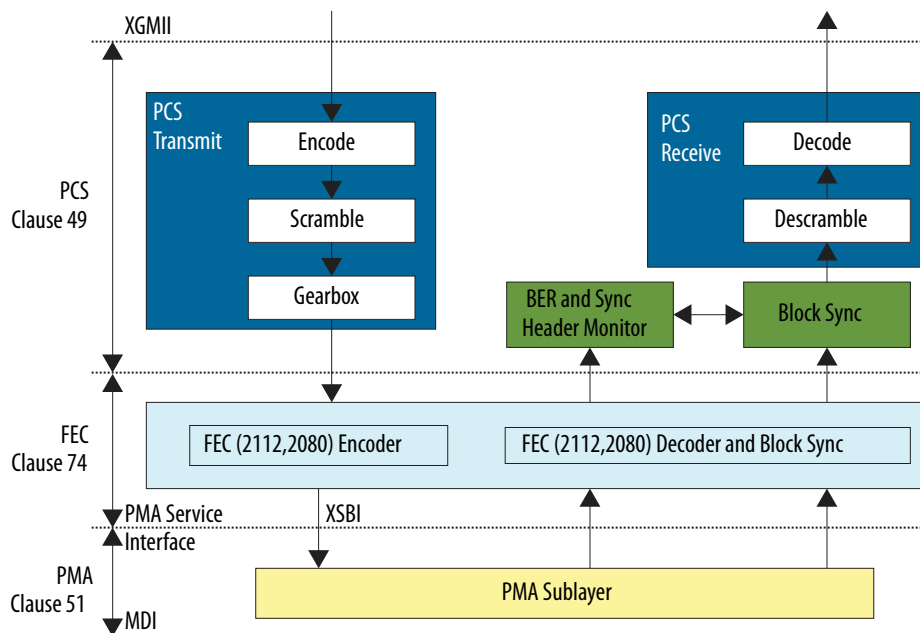 XGMII
PCS
Transmit
Encode
Scramble
Gearbox
PCS
Receive
Decode
Descramble
PCS
Clause 49
BER and Sync
Header Monitor
Block Sync
FEC
Clause 74
FEC (2112,2080) Encoder
FEC (2112,2080) Decoder and Block Sync
PMA Service
Interface
XSBI
PMA
Clause 51
PMA Sublayer
MDI